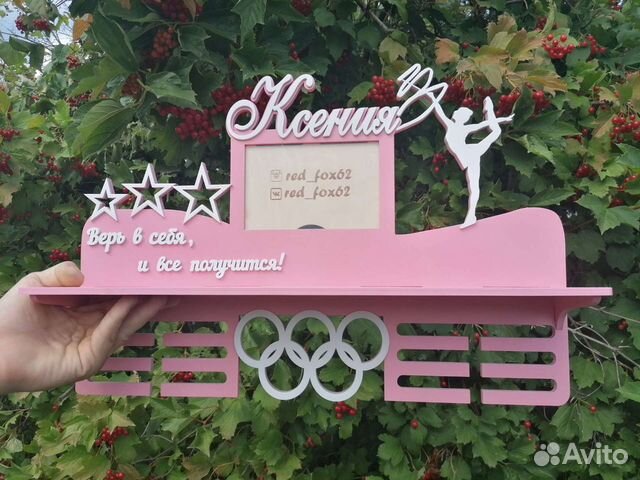 Ксения
red_fox62
red_fox62
Верь в себя,
и все получится!
Avito